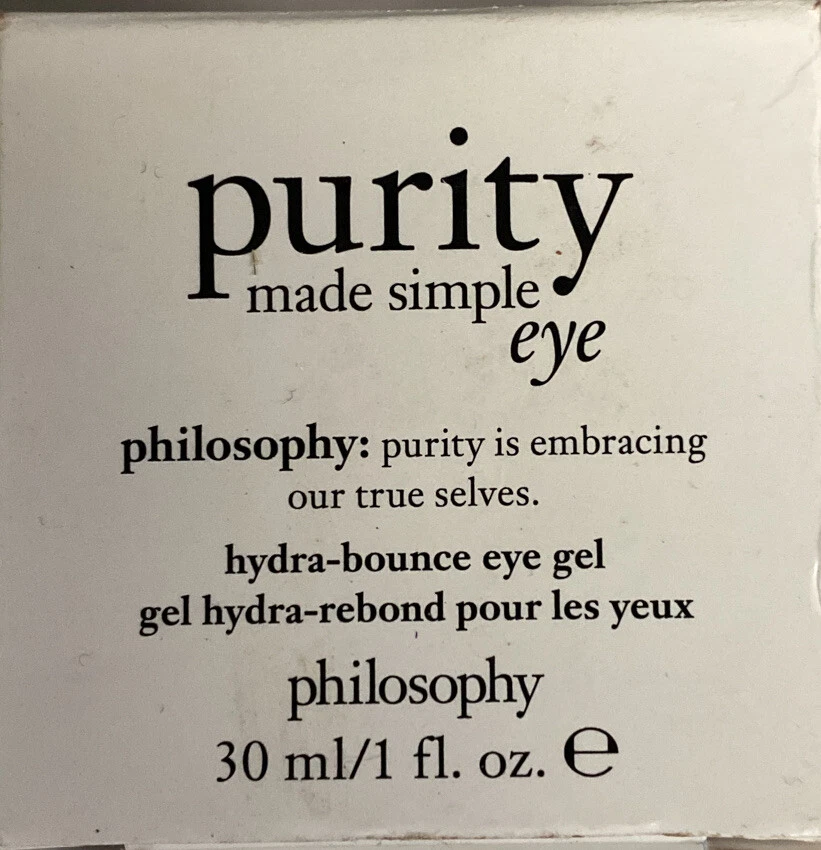 purity
made simple
eye
philosophy: purity is embracing
our true selves.
hydra-bounce eye gel
gel hydra-rebond pour les yeux
philosophy
30 ml/1 fl. oz. ℮